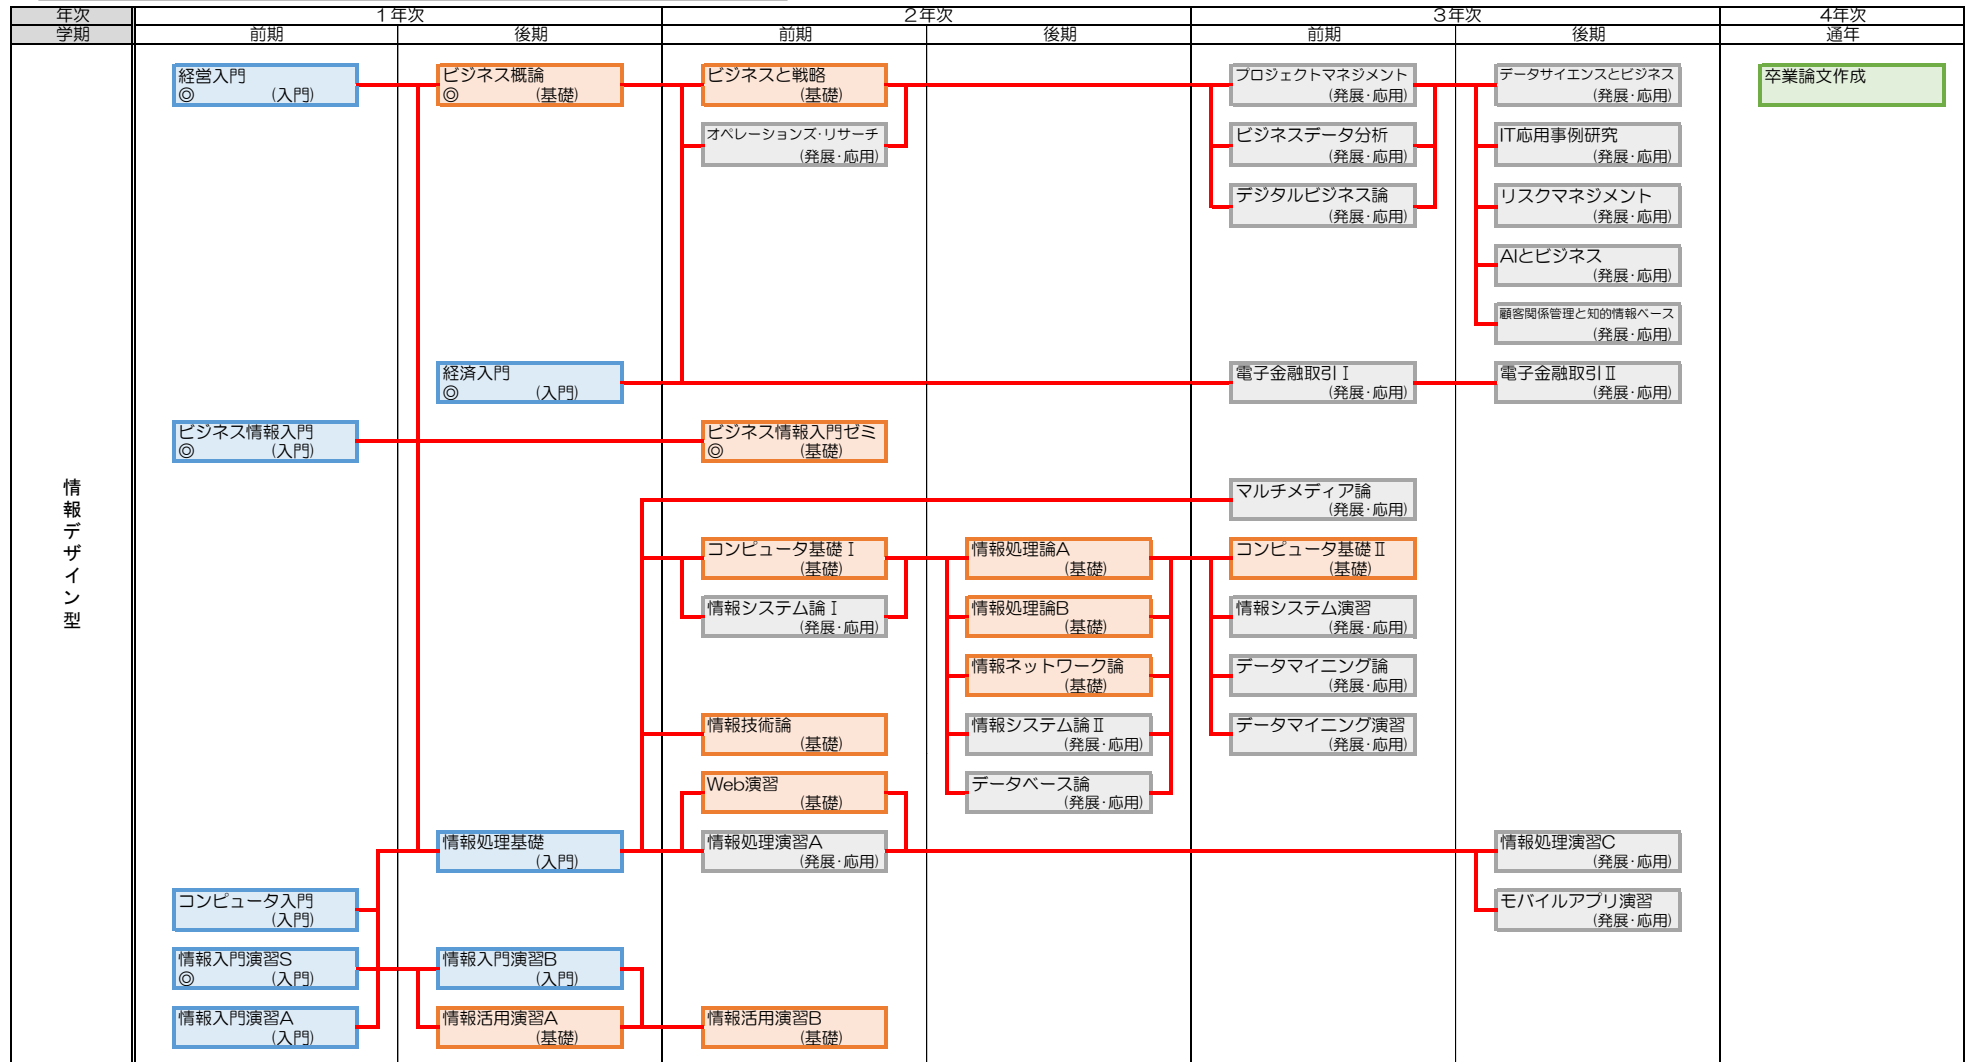 年次 1年次 2年次 3年次 4年次
学期 前期 後期 前期 後期 前期 後期 通年
経営入門 ビジネス概論 ビジネスと戦略 プロジェクトマネジメント データサイエンスとビジネス 卒業論文作成
◎ (入門) ◎ (基礎) (基礎) (発展・応用) (発展・応用)
オペレーションズ・リサーチ ビジネスデータ分析 IT応用事例研究
(発展・応用) (発展・応用) (発展・応用)
デジタルビジネス論 リスクマネジメント
(発展・応用) (発展・応用)
AIとビジネス
(発展・応用)
顧客関係管理と知的情報ベース
(発展・応用)
経済入門 電子金融取引Ⅰ 電子金融取引Ⅱ
◎ (入門) (発展・応用) (発展・応用)
ビジネス情報入門 ビジネス情報入門ゼミ
◎ (入門) ◎ (基礎)
情報デザイン型
マルチメディア論
(発展・応用)
コンピュータ基礎Ⅰ 情報処理論A コンピュータ基礎Ⅱ
(基礎) (基礎) (基礎)
情報システム論Ⅰ 情報処理論B 情報システム演習
(発展・応用) (基礎) (発展・応用)
情報ネットワーク論 データマイニング論
(基礎) (発展・応用)
情報技術論 情報システム論Ⅱ データマイニング演習
(基礎) (発展・応用) (発展・応用)
Web演習 データベース論
(基礎) (発展・応用)
情報処理基礎 情報処理演習A 情報処理演習C
(入門) (発展・応用) (発展・応用)
コンピュータ入門 モバイルアプリ演習
(入門) (発展・応用)
情報入門演習S 情報入門演習B
◎ (入門) (入門)
情報入門演習A 情報活用演習A 情報活用演習B
(入門) (基礎) (基礎)